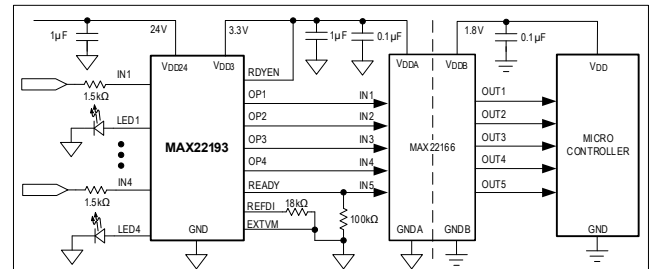 24V
3.3V
1.8V
1µF
1µF
0.1µF
0.1µF
VDD24
VDD3
RDYEN
VDDA
VDDB
VDD
IN1
1.5kΩ
OP1
IN1
OUT1
LED1
OP2
IN2
OUT2
MAX22193
OP3
IN3
MAX22166
OUT3
MICRO
CONTROLLER
OP4
IN4
OUT4
IN4
1.5kΩ
READY
IN5
OUT5
REFDI
18kΩ
100kΩ
LED4
GND
EXTVM
GNDA
GNDB
GND